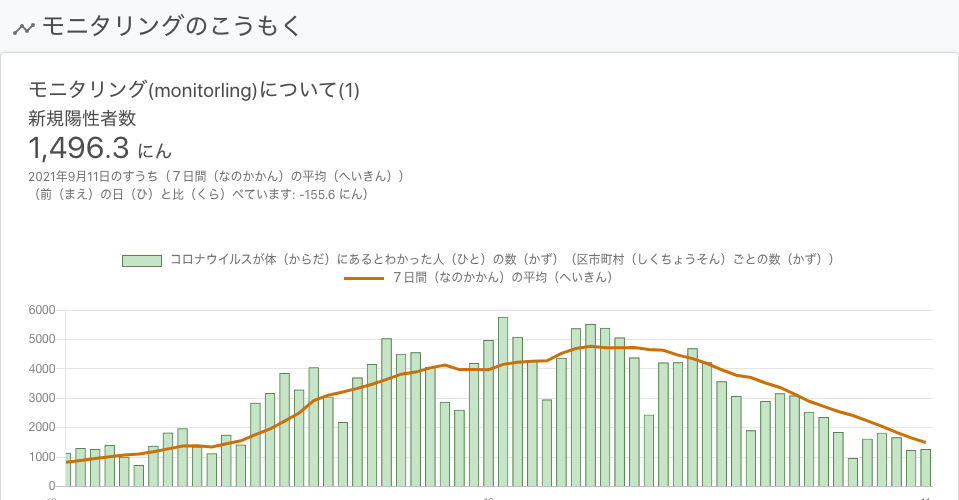 モニタリングのこうもく
モニタリング(monitorling)について(1)
新規陽性者数
1,496.3 にん
2021年9月11日のすうち（７日間（なのかかん）の平均（へいきん））
（前（まえ）の日（ひ）と比（くら）べています: -155.6 にん）
コロナウイルスが体（からだ）にあるとわかった人（ひと）の数（かず）（区市町村（しくちょうそん）ごとの数（かず））
７日間（なのかかん）の平均（へいきん）
6000
5000
4000
3000
2000
1000
0